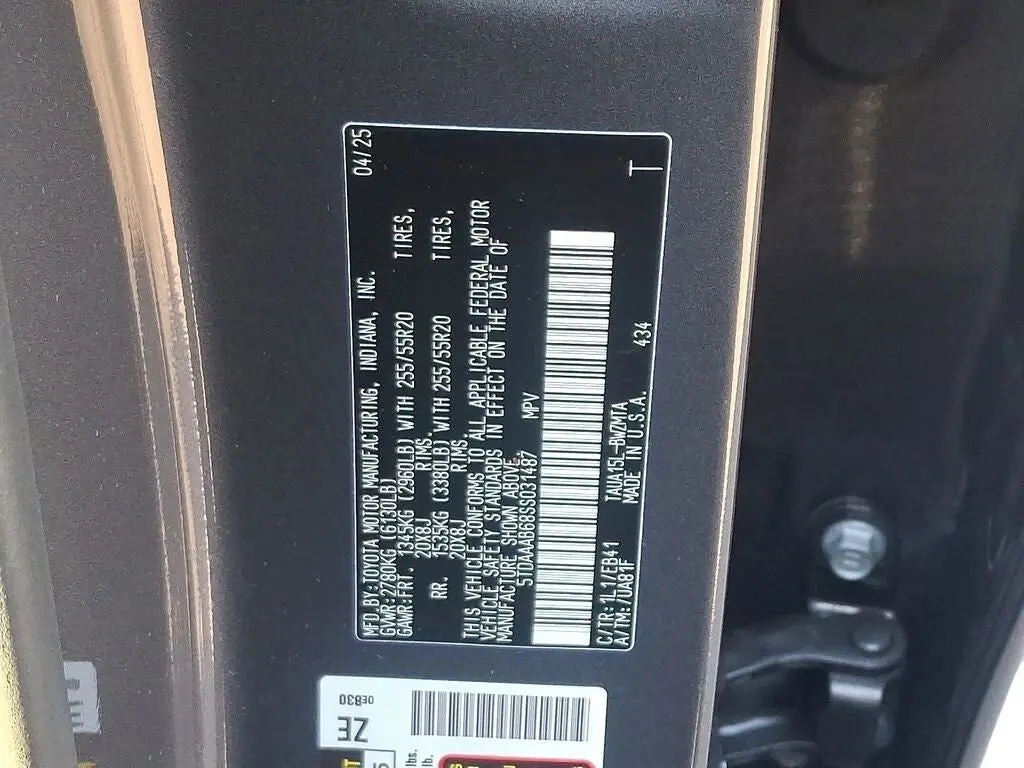 04/25
MFD.BY:TOYOTA MOTOR MANUFACTURING, INDIANA, INC.
GVWR:2780KG (6130LB)
GAWR:FRT. 1345KG (2960LB) WITH 255/55R20 TIRES,
20X8J RIMS,
RR. 1535KG (3380LB) WITH 255/55R20 TIRES,
20X8J RIMS,
THIS VEHICLE CONFORMS TO ALL APPLICABLE FEDERAL MOTOR
VEHICLE SAFETY STANDARDS IN EFFECT ON THE DATE OF
MANUFACTURE SHOWN ABOVE.
5TDAAAB68SS031487 MPV
C/TR:1L1/EB41 TAUA15L-BWZMTA 434
A/TM:/UA81F MADE IN U.S.A.
T
0E830
ZE
lbs.
lb.